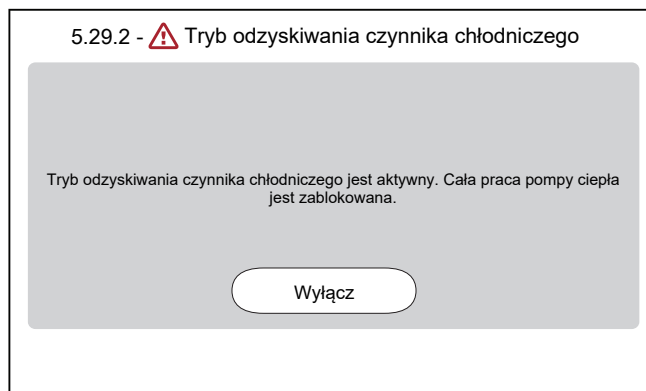 5.29.2 - Tryb odzyskiwania czynnika chłodniczego
Tryb odzyskiwania czynnika chłodniczego jest aktywny. Cała praca pompy ciepła
jest zablokowana.
Wyłącz